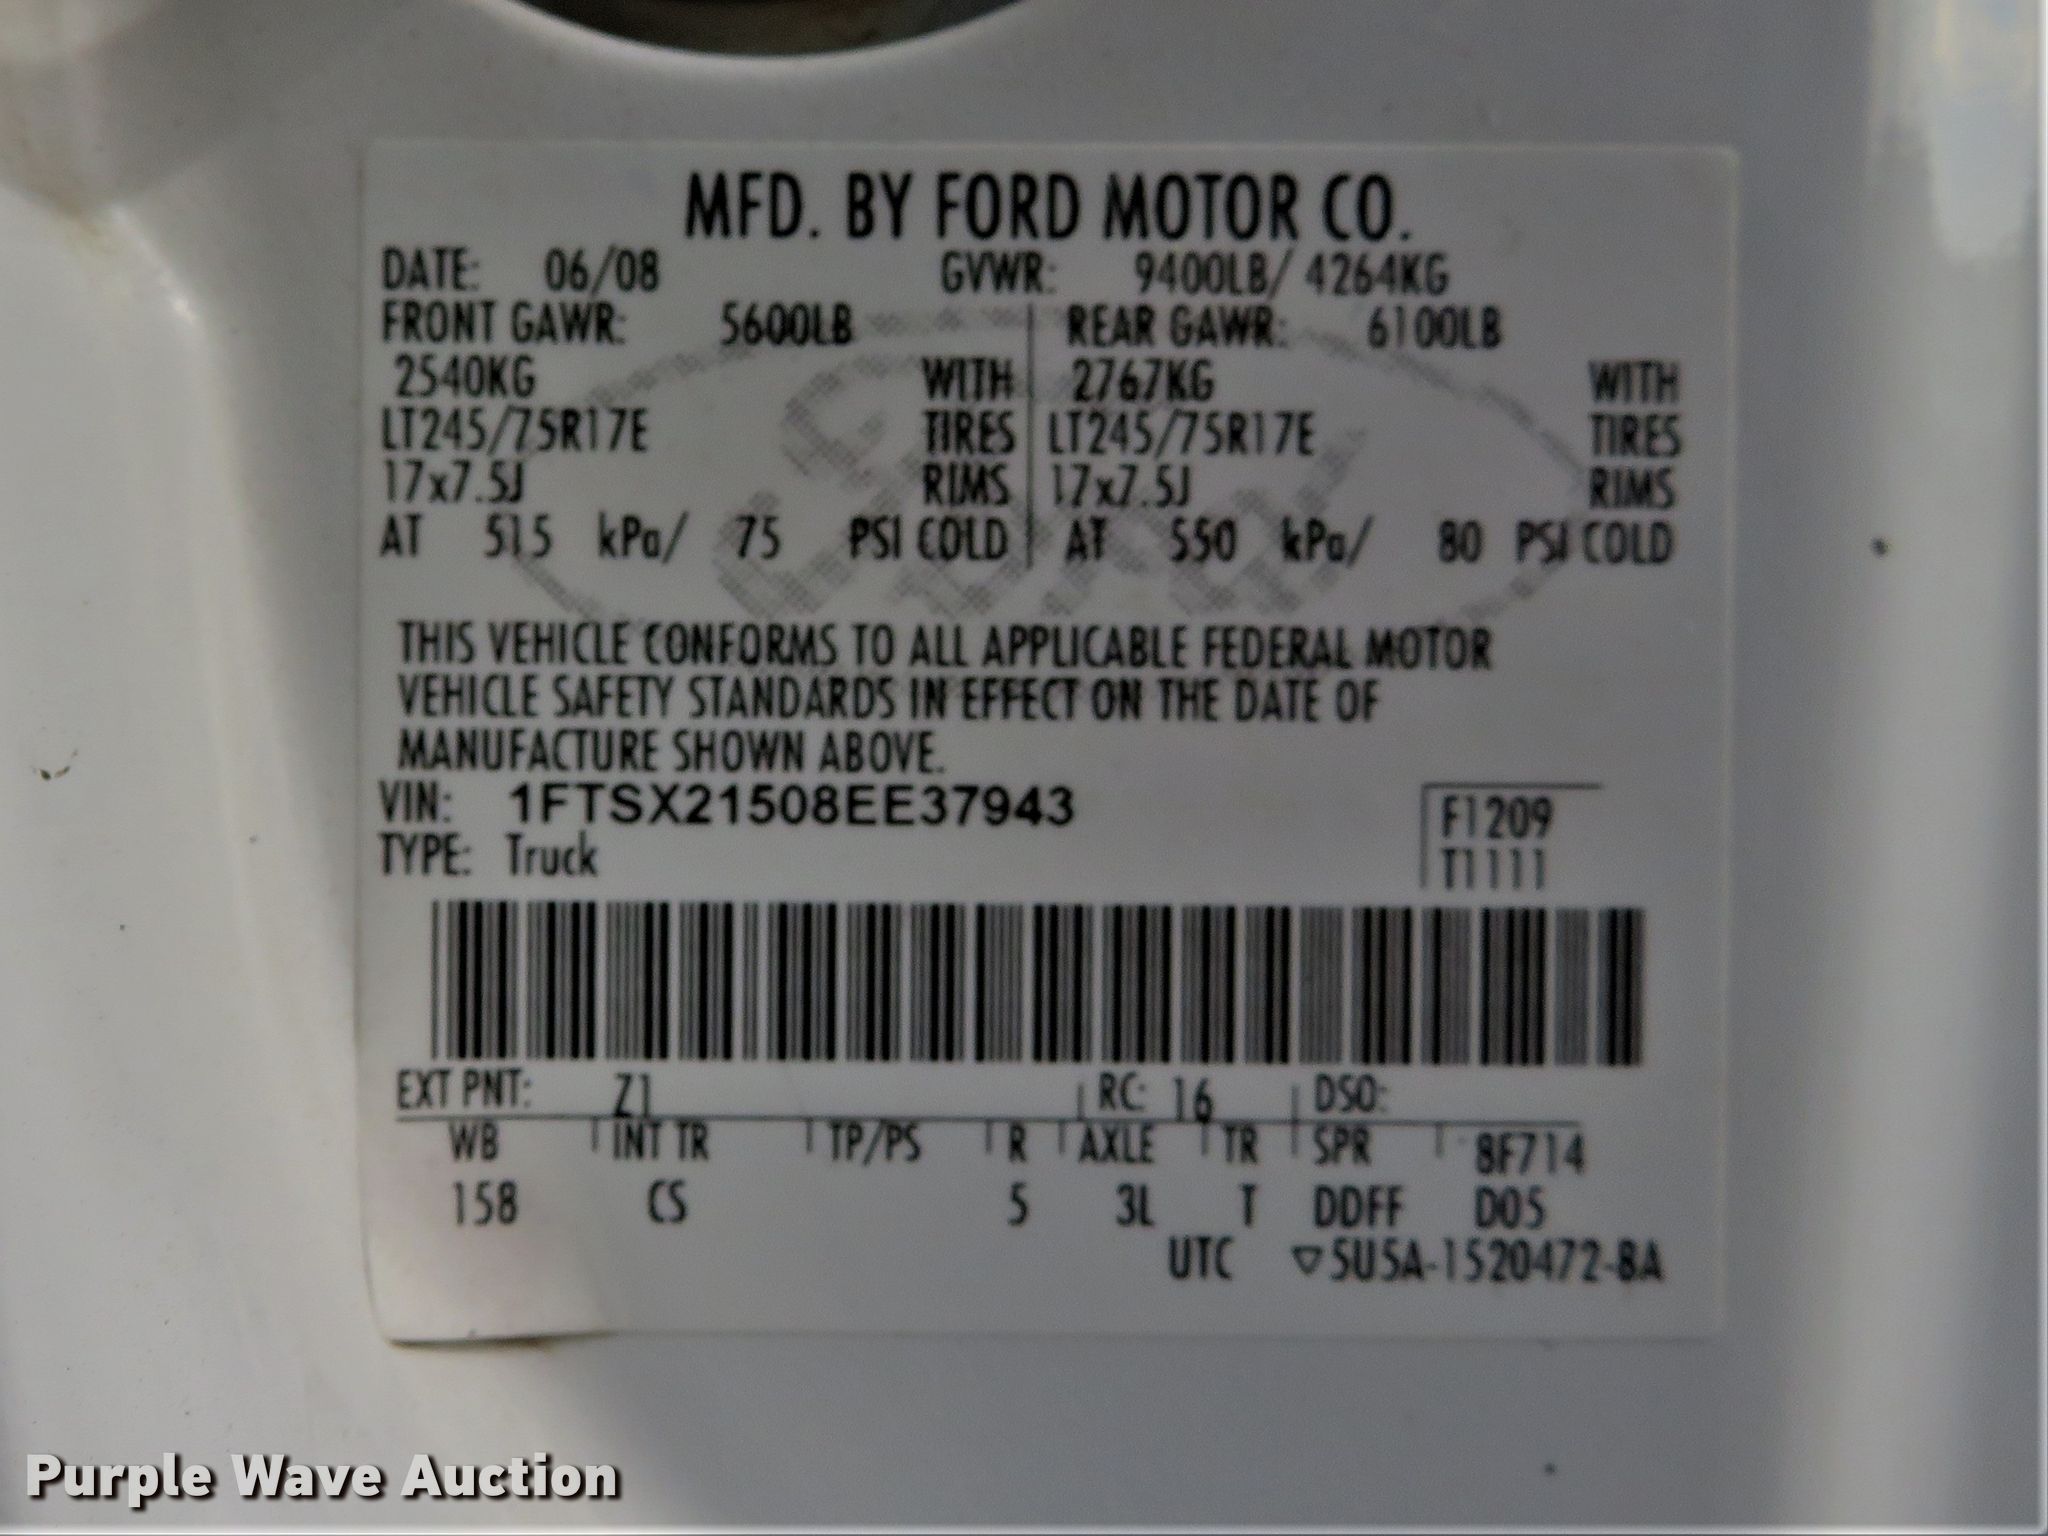 MFD. BY FORD MOTOR CO.
DATE: 06/08 GVWR: 9400LB/ 4264KG
FRONT GAWR: 5600LB REAR GAWR: 6100LB
2540KG WITH 2767KG WITH
LT245/75R17E TIRES LT245/75R17E TIRES
17x7.5J RIMS 17x7.5J RIMS
AT 515 kPa/ 75 PSI COLD AT 550 kPa/ 80 PSI COLD
THIS VEHICLE CONFORMS TO ALL APPLICABLE FEDERAL MOTOR
VEHICLE SAFETY STANDARDS IN EFFECT ON THE DATE OF
MANUFACTURE SHOWN ABOVE.
VIN: 1FTSX21508EE37943 F1209
TYPE: Truck T1111
EXT PNT: Z1 RC: 16 DSO:
WB INT TR TP/PS R AXLE TR SPR 8F714
158 CS 5 3L T DDFF D05
UTC ▽5U5A-1520472-BA
Purple Wave Auction